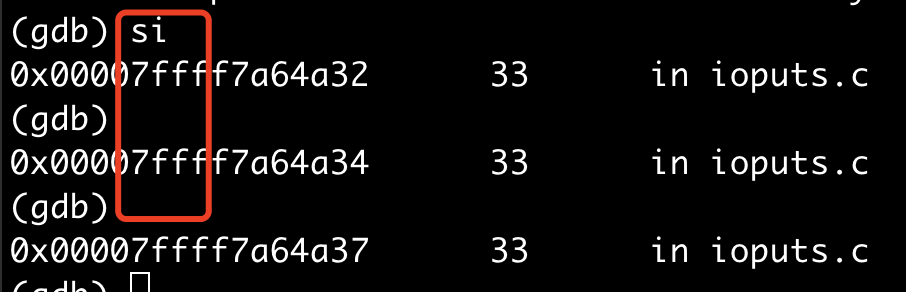 (gdb) si
0x00007ffff7a64a32 33 in ioputs.c
(gdb)
0x00007ffff7a64a34 33 in ioputs.c
(gdb)
0x00007ffff7a64a37 33 in ioputs.c
(gdb)